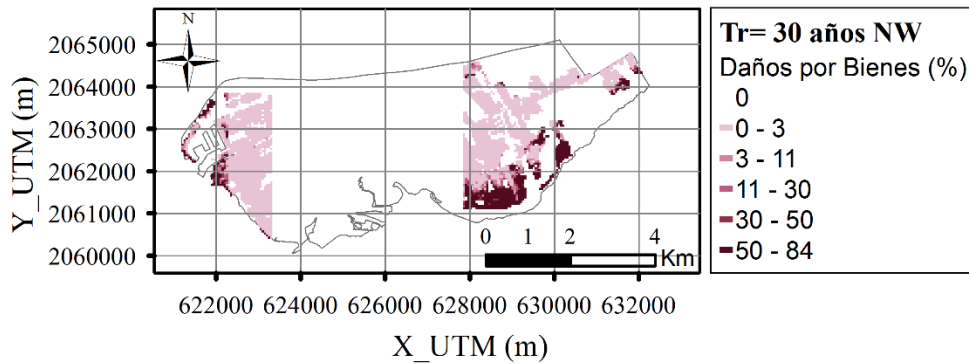 N
Y_UTM (m)
2065000
2064000
2063000
2062000
2061000
2060000
0 1 2 4
Km
622000 624000 626000 628000 630000 632000
X_UTM (m)
Tr= 30 años NW
Daños por Bienes (%)
0
0 - 3
3 - 11
11 - 30
30 - 50
50 - 84